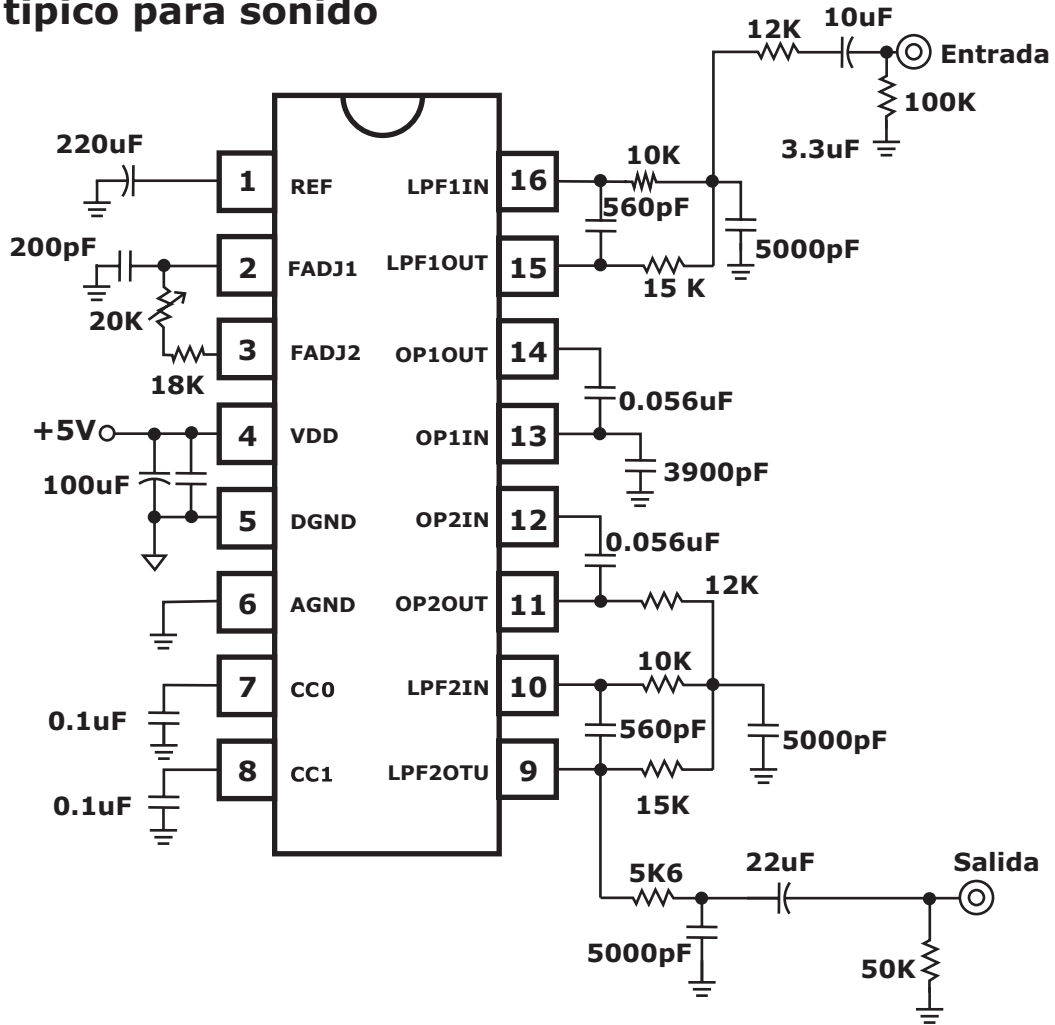 típico para sonido
12K
10uF
Entrada
100K
3.3uF
220uF
1
REF
LPF1IN
16
10K
560pF
5000pF
200pF
2
FADJ1
LPF1OUT
15
15 K
20K
3
FADJ2
OP1OUT
14
18K
0.056uF
+5V
4
VDD
OP1IN
13
100uF
3900pF
5
DGND
OP2IN
12
0.056uF
12K
6
AGND
OP2OUT
11
10K
7
CC0
LPF2IN
10
0.1uF
560pF
5000pF
8
CC1
LPF2OTU
9
0.1uF
15K
5K6
22uF
Salida
5000pF
50K